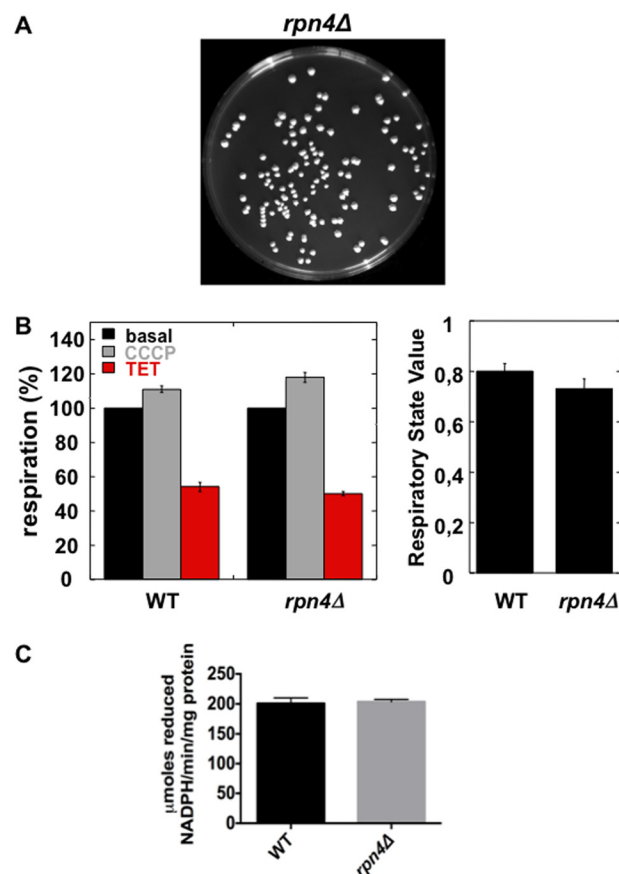 A
rpn4Δ
B
respiration (%)
140
120
100
80
60
40
20
0
basal
CCCP
TET
WT
rpn4Δ
Respiratory State Value
1
0,8
0,6
0,4
0,2
0
WT
rpn4Δ
C
µmoles reduced
NADPH/min/mg protein
250
200
150
100
50
0
WT
rpn4Δ